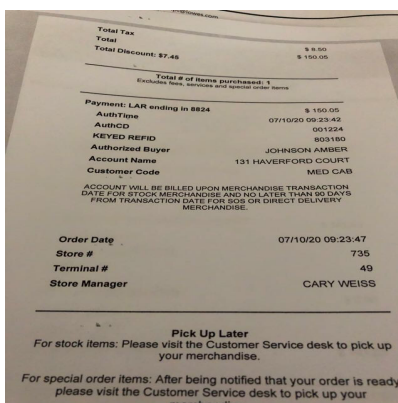 Total Tax $ 8.50
Total $ 150.05
Total Discount: $7.45
Total # of items purchased: 1
Excludes fees, services and special order items
Payment: LAR ending in 8824 $ 150.05
AuthTime 07/10/20 09:23:42
AuthCD 001224
KEYED REFID 803180
Authorized Buyer JOHNSON AMBER
Account Name 131 HAVERFORD COURT
Customer Code MED CAB
ACCOUNT WILL BE BILLED UPON MERCHANDISE TRANSACTION
DATE FOR STOCK MERCHANDISE AND NO LATER THAN 90 DAYS
FROM TRANSACTION DATE FOR SOS OR DIRECT DELIVERY
MERCHANDISE.
Order Date 07/10/20 09:23:47
Store # 735
Terminal # 49
Store Manager CARY WEISS
Pick Up Later
For stock items: Please visit the Customer Service desk to pick up
your merchandise.
For special order items: After being notified that your order is ready
please visit the Customer Service desk to pick up your